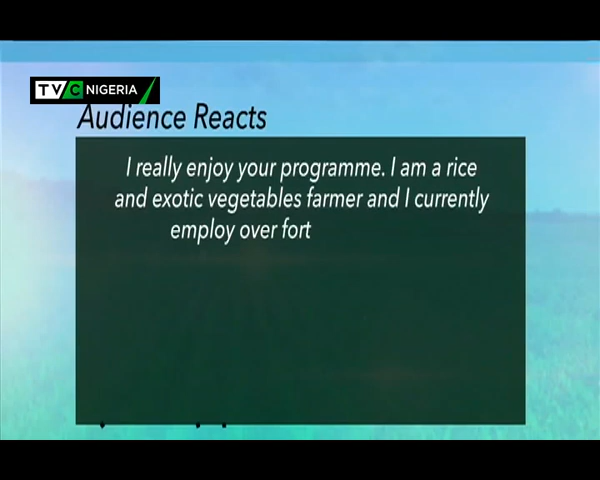 TVC NIGERIA
Audience Reacts
I really enjoy your programme. I am a rice
and exotic vegetables farmer and I currently
employ over fort